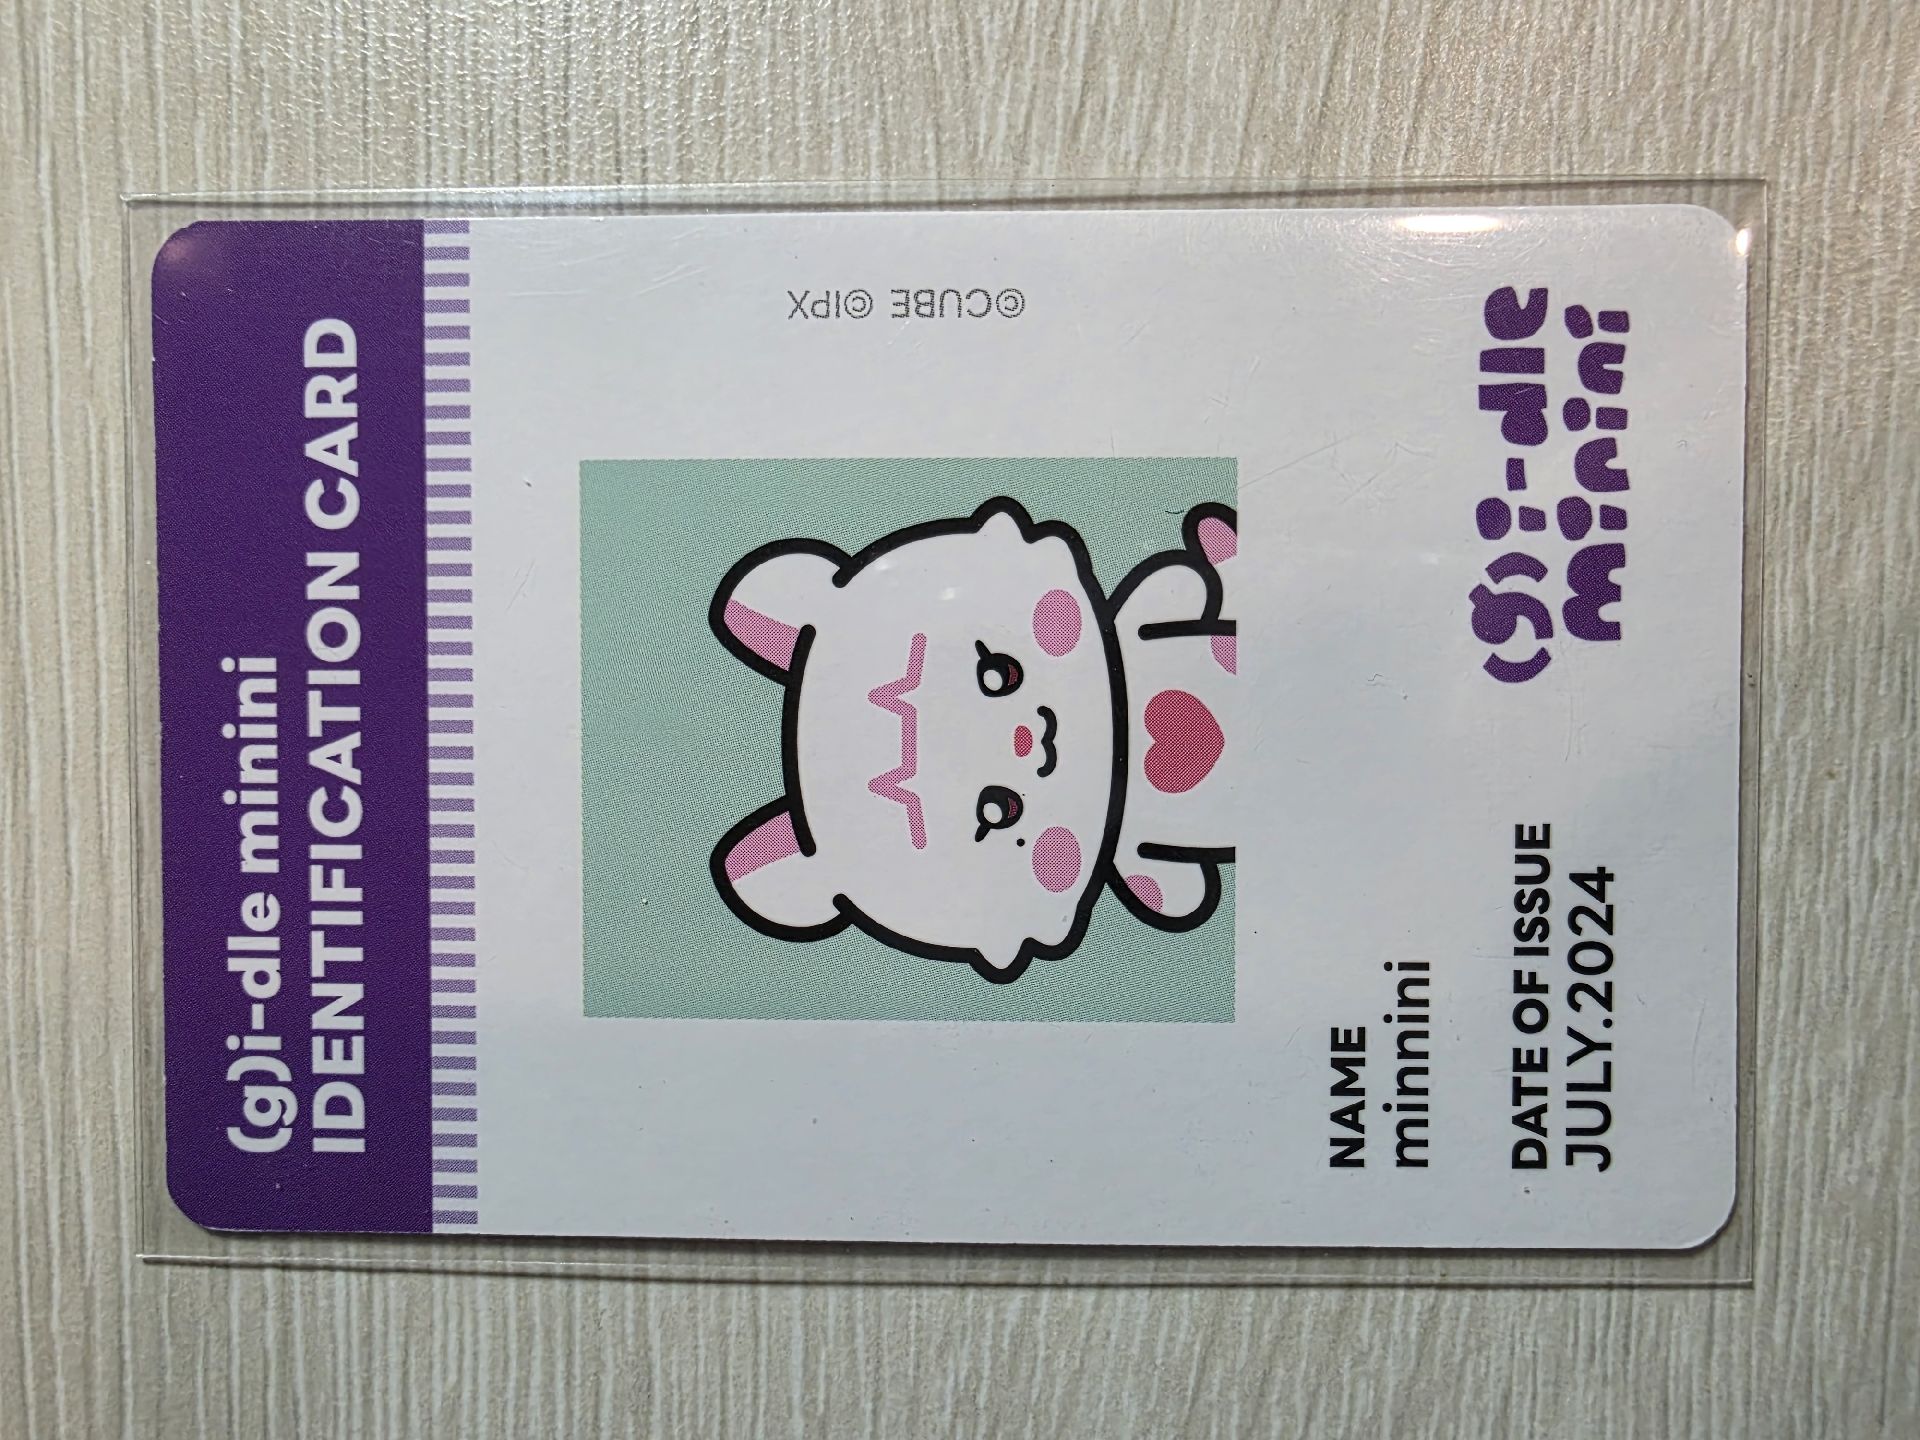 (g)i-dle minini
IDENTIFICATION CARD
©CUBE ©IPX
NAME
minnini
DATE OF ISSUE
JULY.2024
(g)i-dle
minini